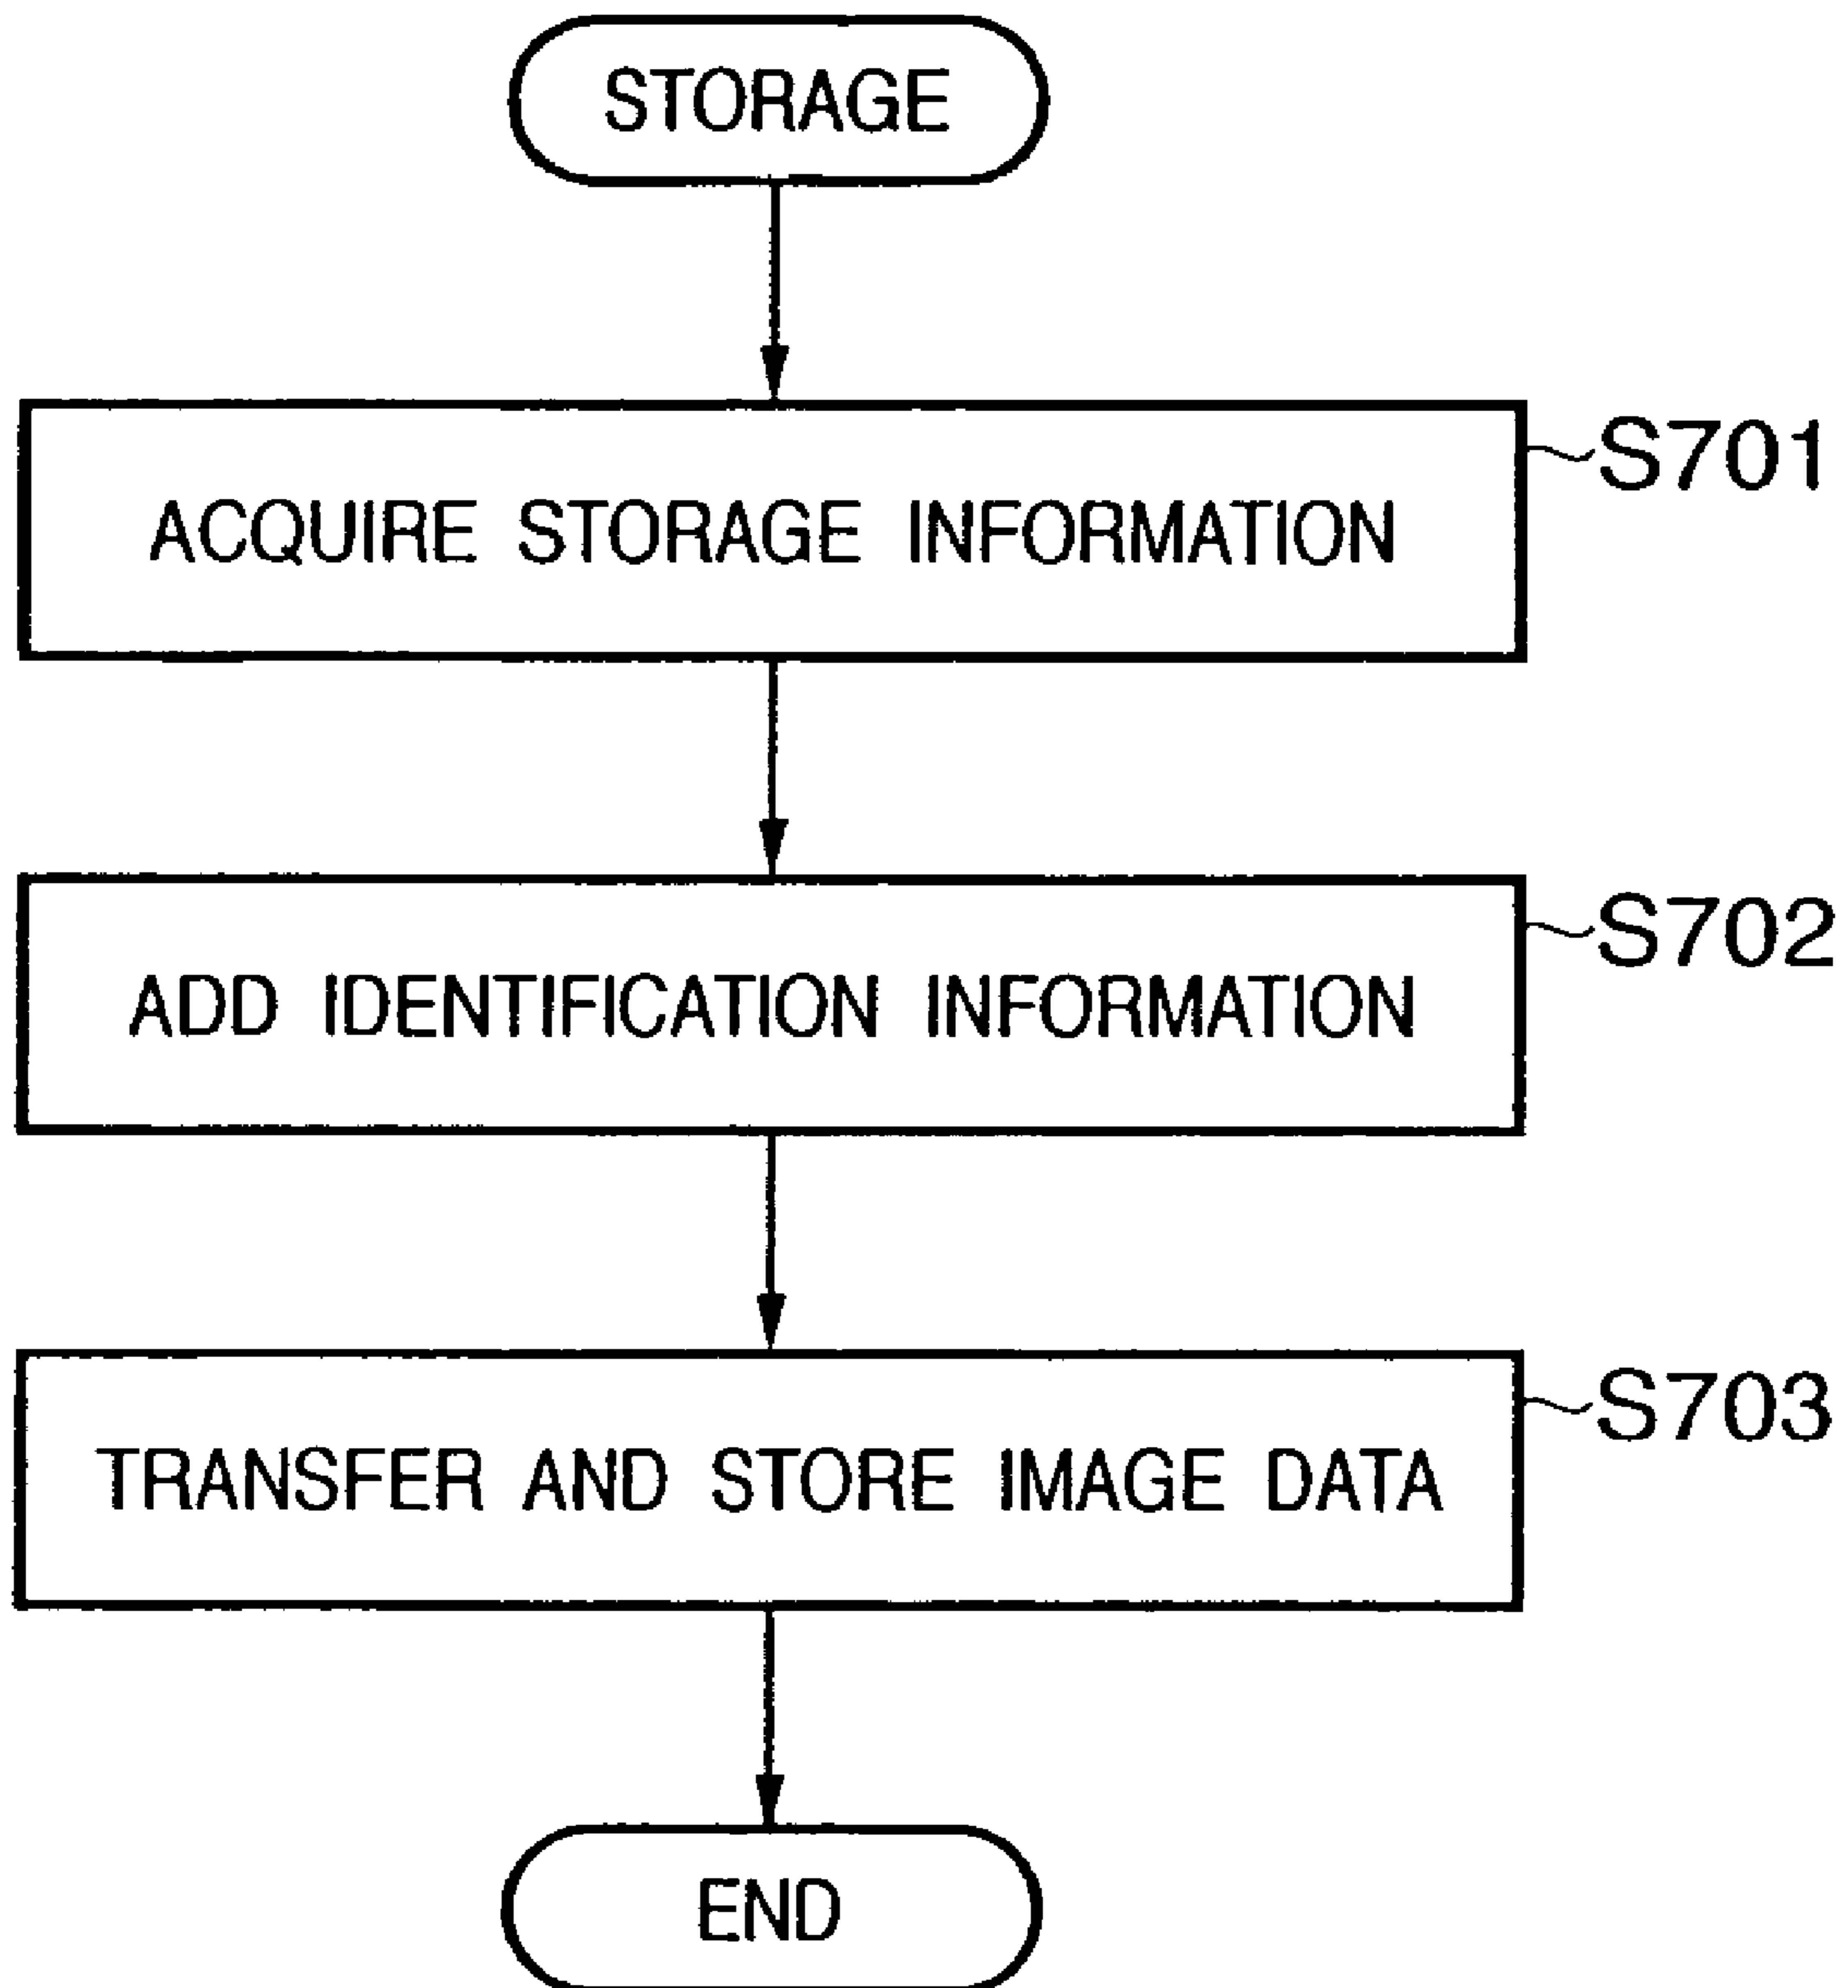 STORAGE
ACQUIRE STORAGE INFORMATION
S701
ADD IDENTIFICATION INFORMATION
S702
TRANSFER AND STORE IMAGE DATA
S703
END